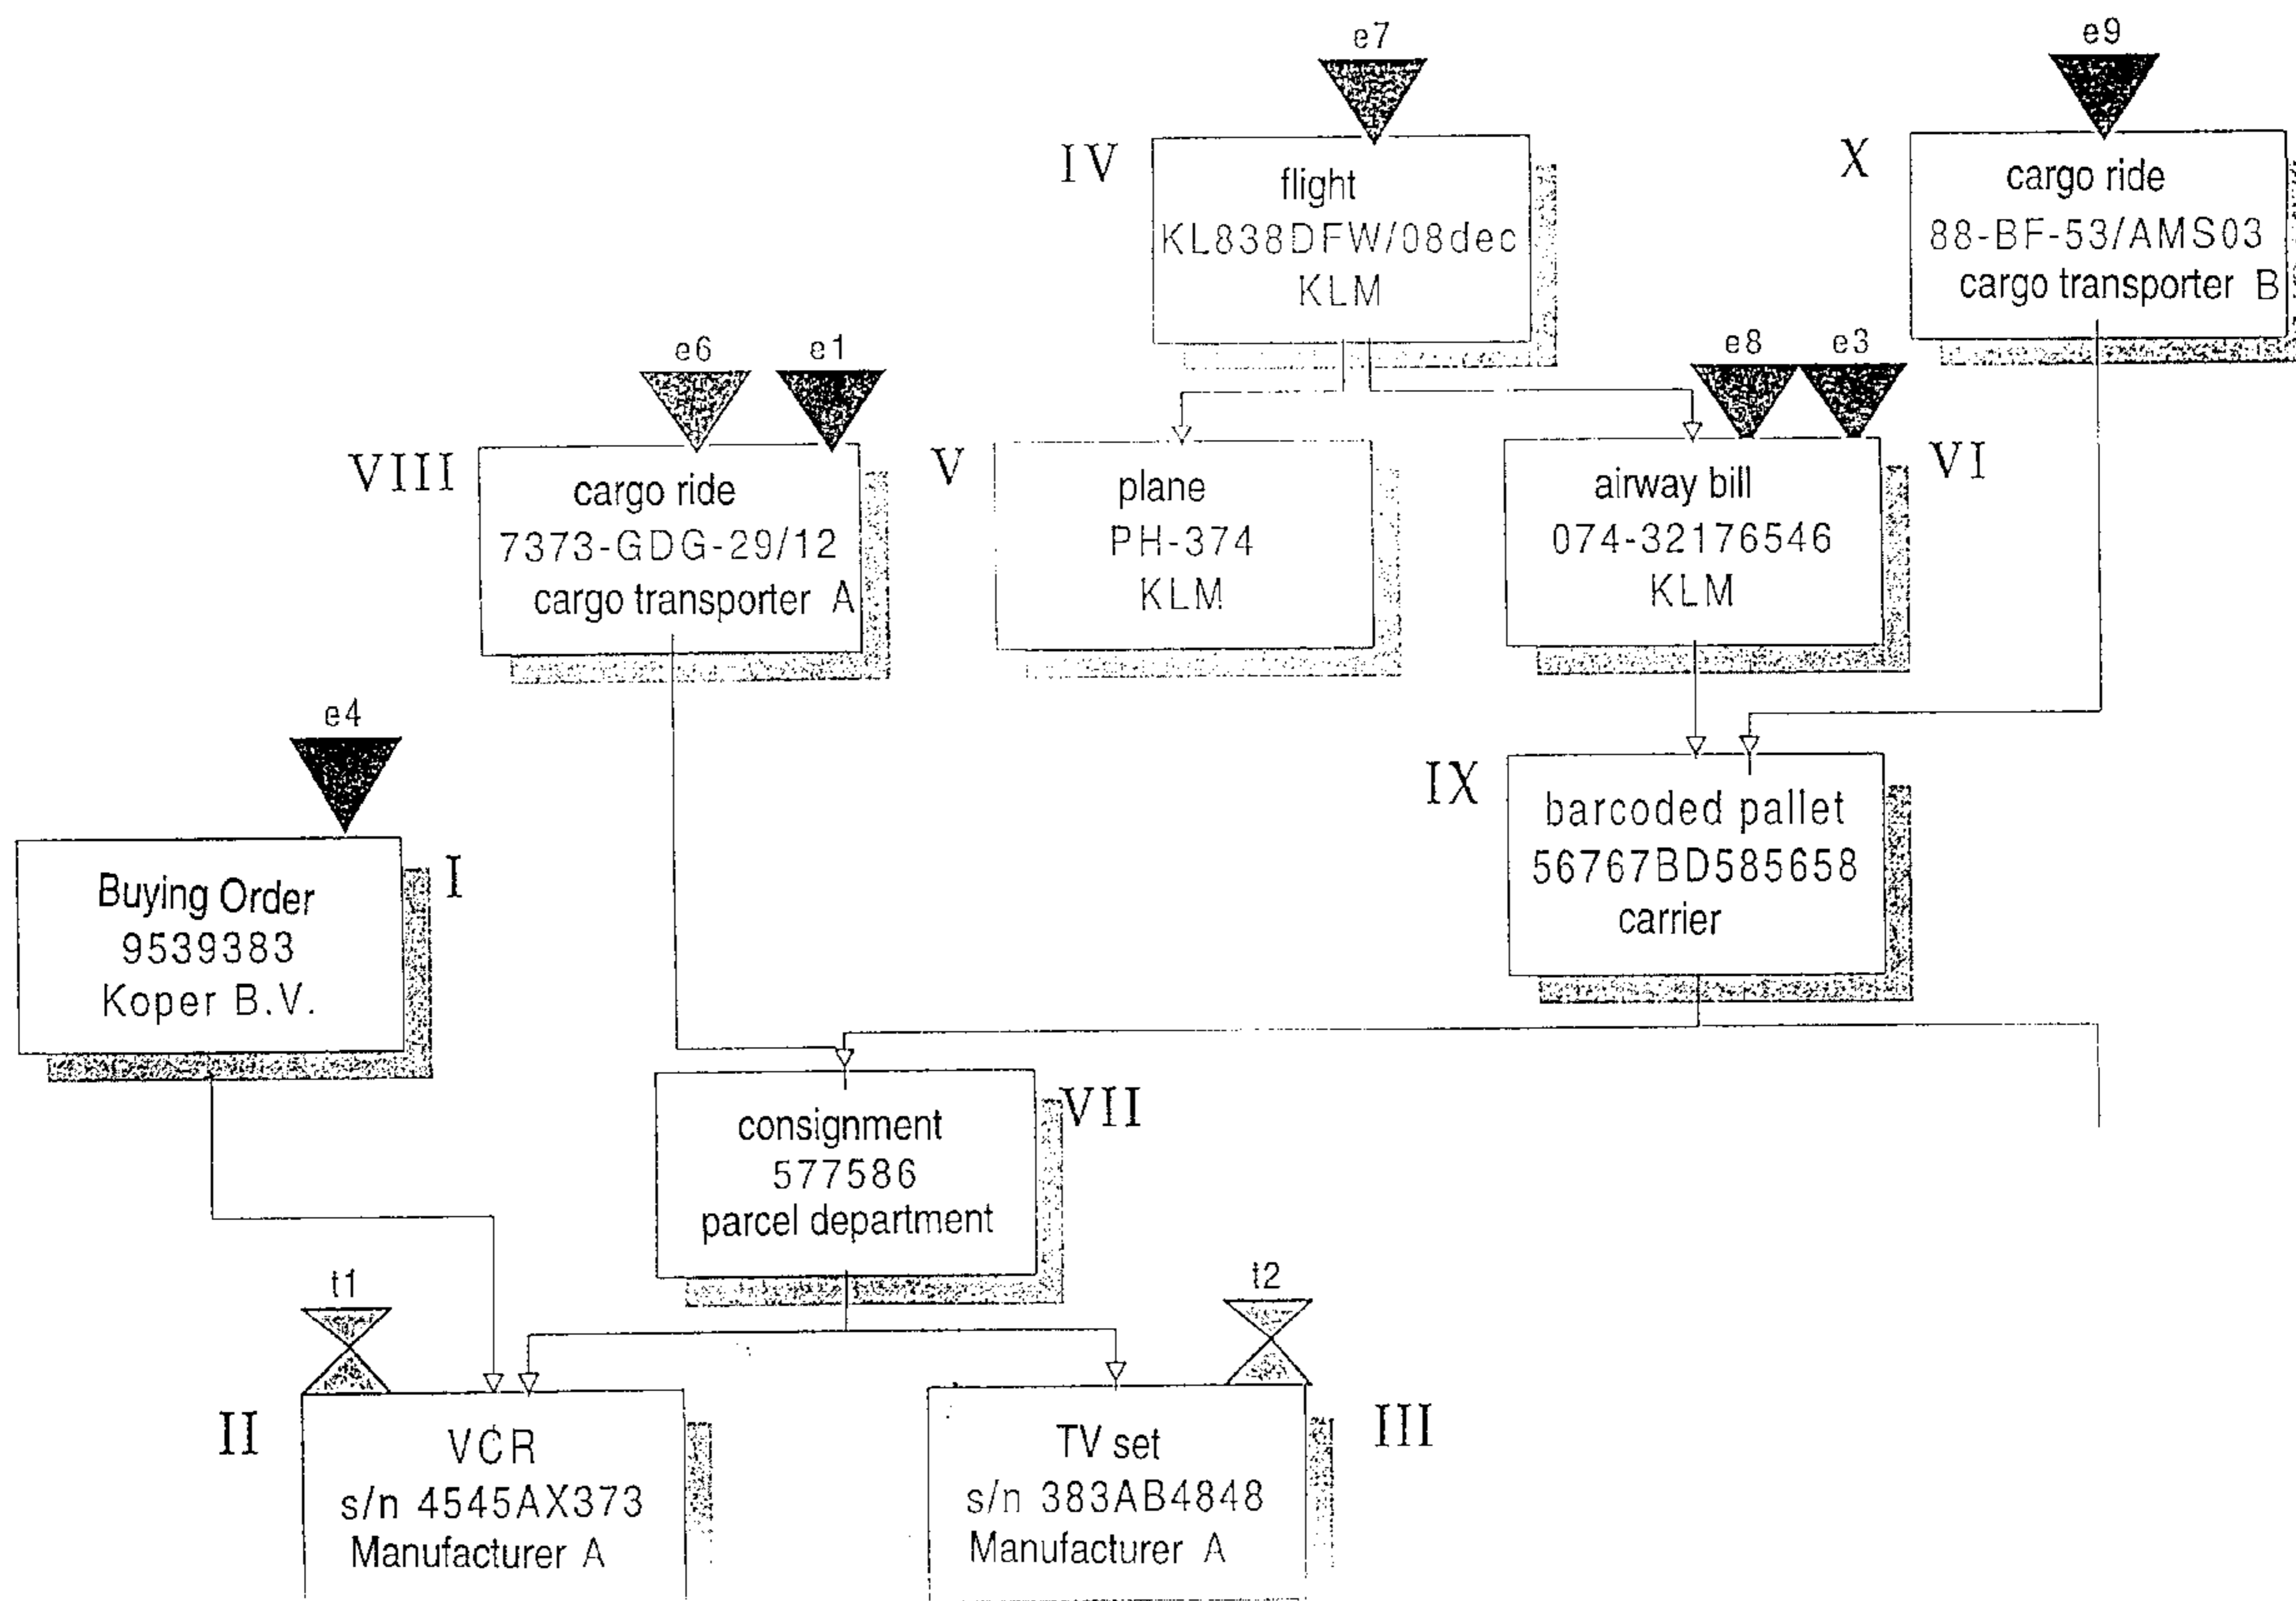 e7
e9
IV
flight
KL838DFW/08dec
KLM
X
cargo ride
88-BF-53/AMS03
cargo transporter B
e6
e1
e8
e3
VIII
cargo ride
7373-GDG-29/12
cargo transporter A
V
plane
PH-374
KLM
airway bill
074-32176546
KLM
VI
e4
Buying Order
9539383
Koper B.V.
I
IX
barcoded pallet
56767BD585658
carrier
consignment
577586
parcel department
VII
t1
t2
II
VCR
s/n 4545AX373
Manufacturer A
TV set
s/n 383AB4848
Manufacturer A
III